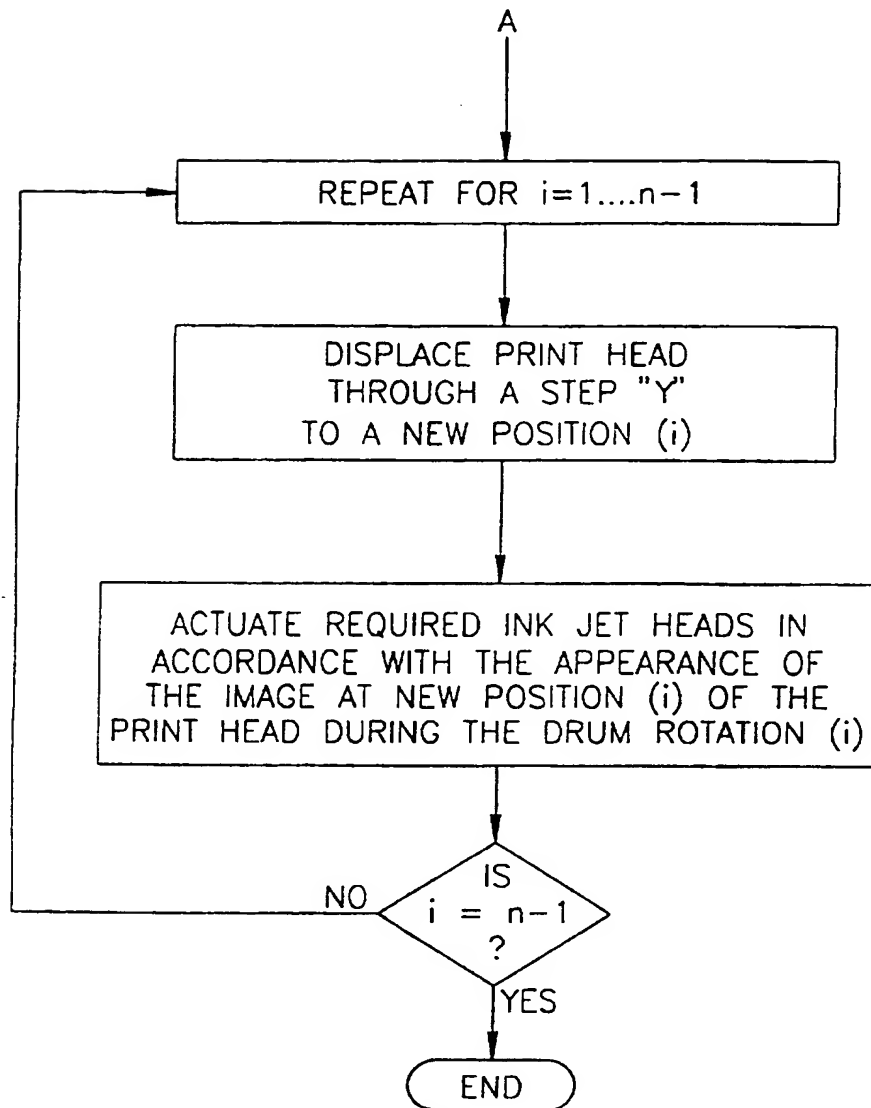 A
REPEAT FOR i=1....n-1
DISPLACE PRINT HEAD
THROUGH A STEP "Y"
TO A NEW POSITION (i)
ACTUATE REQUIRED INK JET HEADS IN
ACCORDANCE WITH THE APPEARANCE OF
THE IMAGE AT NEW POSITION (i) OF THE
PRINT HEAD DURING THE DRUM ROTATION (i)
IS
NO
i = n-1
?
YES
END